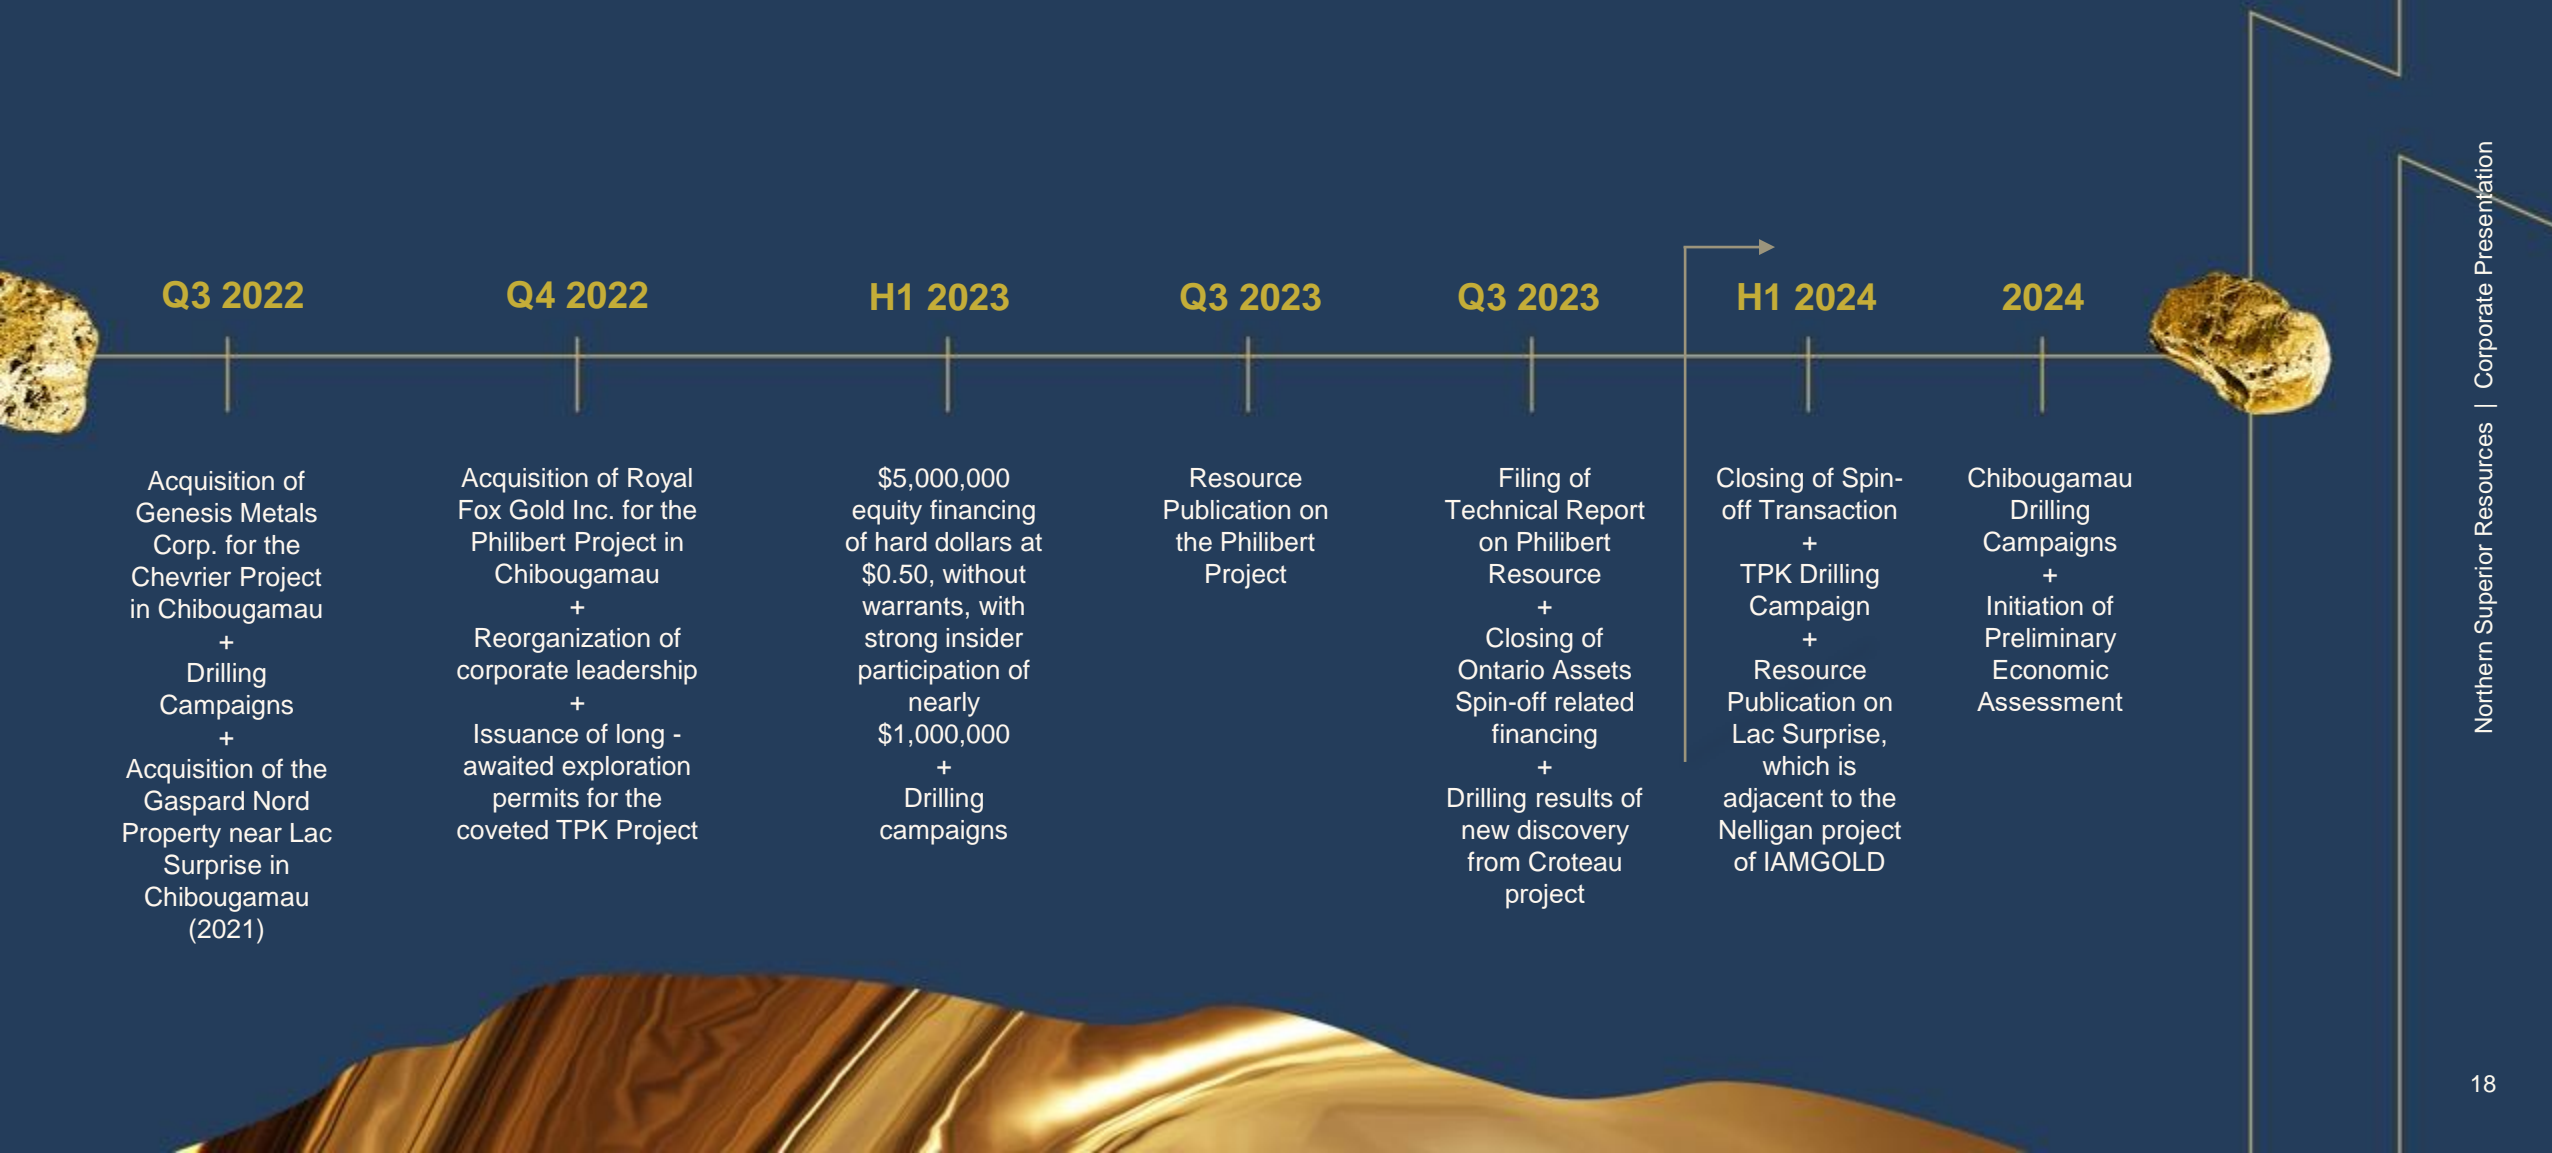 Q3 2022
Acquisition of
Genesis Metals
Corp. for the
Chevrier Project
in Chibougamau
+
Drilling
Campaigns
+
Acquisition of the
Gaspard Nord
Property near Lac
Surprise in
Chibougamau
(2021)
Q4 2022
Acquisition of Royal
Fox Gold Inc. for the
Philibert Project in
Chibougamau
+
Reorganization of
corporate leadership
+
Issuance of long -
awaited exploration
permits for the
coveted TPK Project
H1 2023
$5,000,000
equity financing
of hard dollars at
$0.50, without
warrants, with
strong insider
participation of
nearly
$1,000,000
+
Drilling
campaigns
Q3 2023
Resource
Publication on
the Philibert
Project
Q3 2023
Filing of
Technical Report
on Philibert
Resource
+
Closing of
Ontario Assets
Spin-off related
financing
+
Drilling results of
new discovery
from Croteau
project
H1 2024
Closing of Spin-
off Transaction
+
TPK Drilling
Campaign
+
Resource
Publication on
Lac Surprise,
which is
adjacent to the
Nelligan project
of IAMGOLD
2024
Chibougamau
Drilling
Campaigns
+
Initiation of
Preliminary
Economic
Assessment
Northern Superior Resources | Corporate Presentation
18